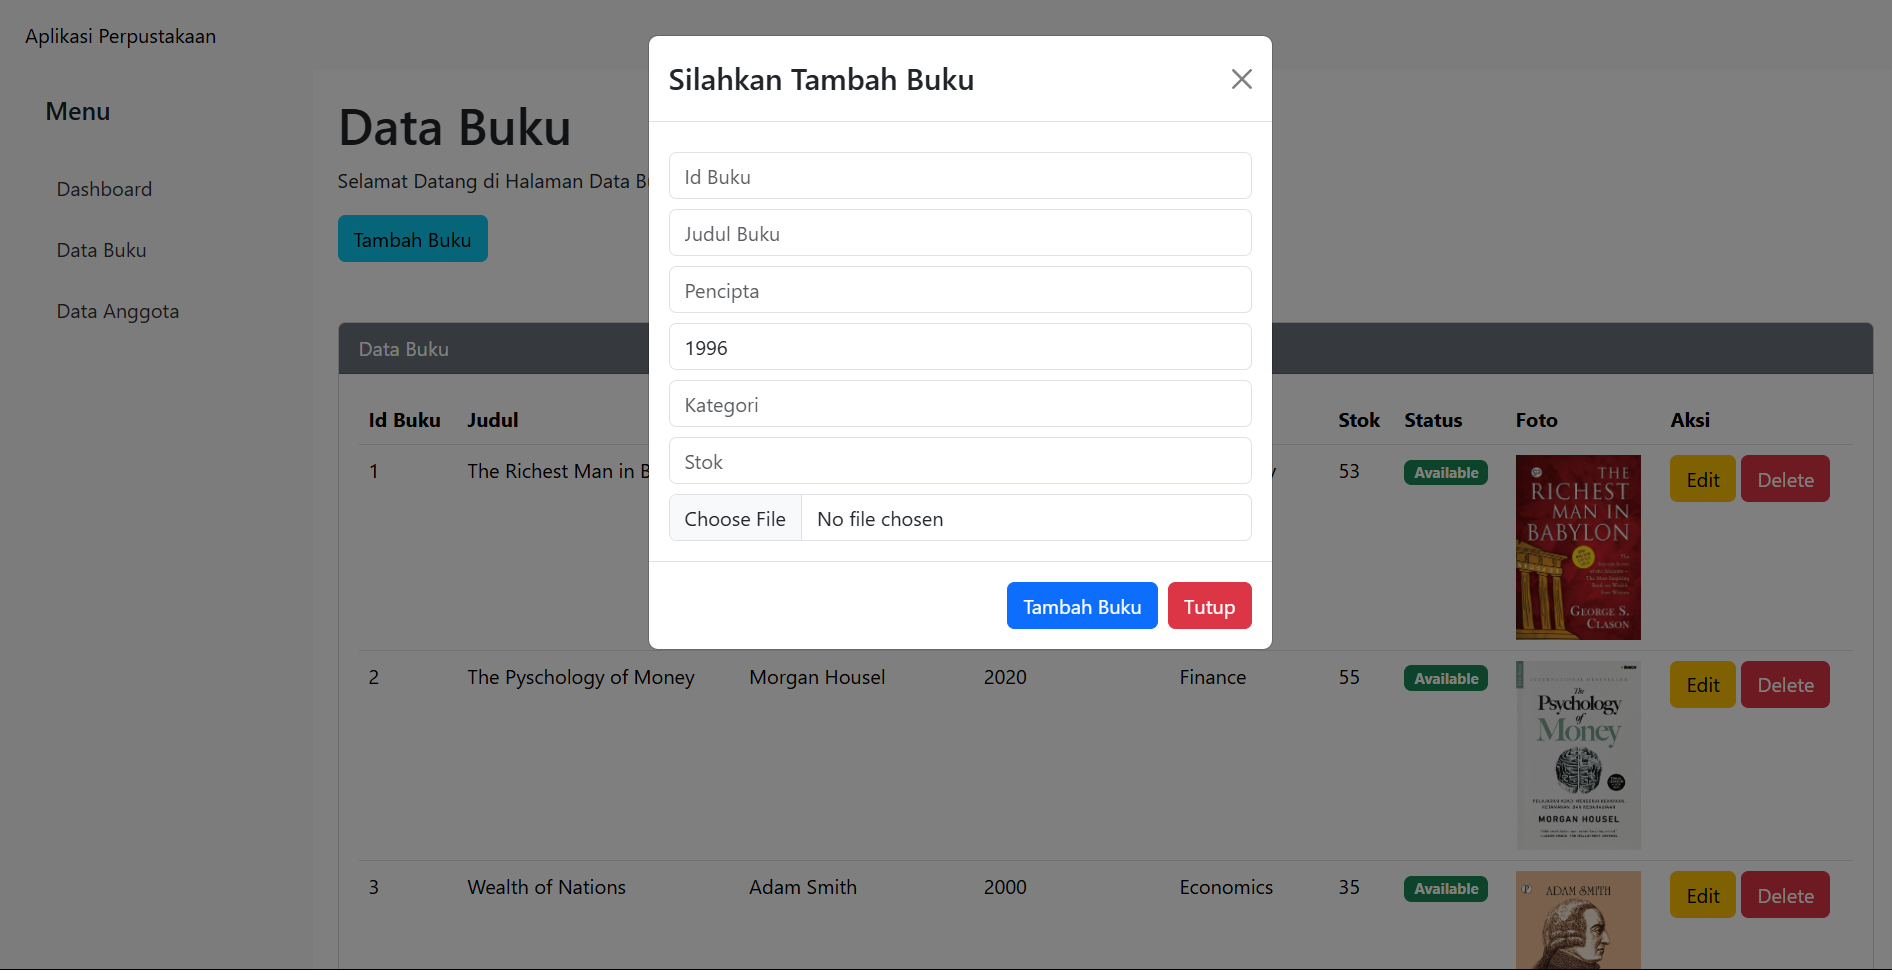 Aplikasi Perpustakaan
Menu
Dashboard
Data Buku
Data Anggota
Data Buku
Selamat Datang di Halaman Data B
Tambah Buku
Silahkan Tambah Buku
Id Buku
Judul Buku
Pencipta
1996
Kategori
Stok
Choose File No file chosen
Tambah Buku Tutup
Data Buku
Id Buku Judul Stok Status Foto Aksi
1 The Richest Man in B 53 Available Edit Delete
THE
RICHEST
MAN IN
BABYLON
GEORGE S.
CLASON
2 The Pyschology of Money Morgan Housel 2020 Finance 55 Available Edit Delete
INTERNATIONAL BESTSELLER
The
Psychology
of
Money
MORGAN HOUSEL
3 Wealth of Nations Adam Smith 2000 Economics 35 Available Edit Delete
ADAM SMITH